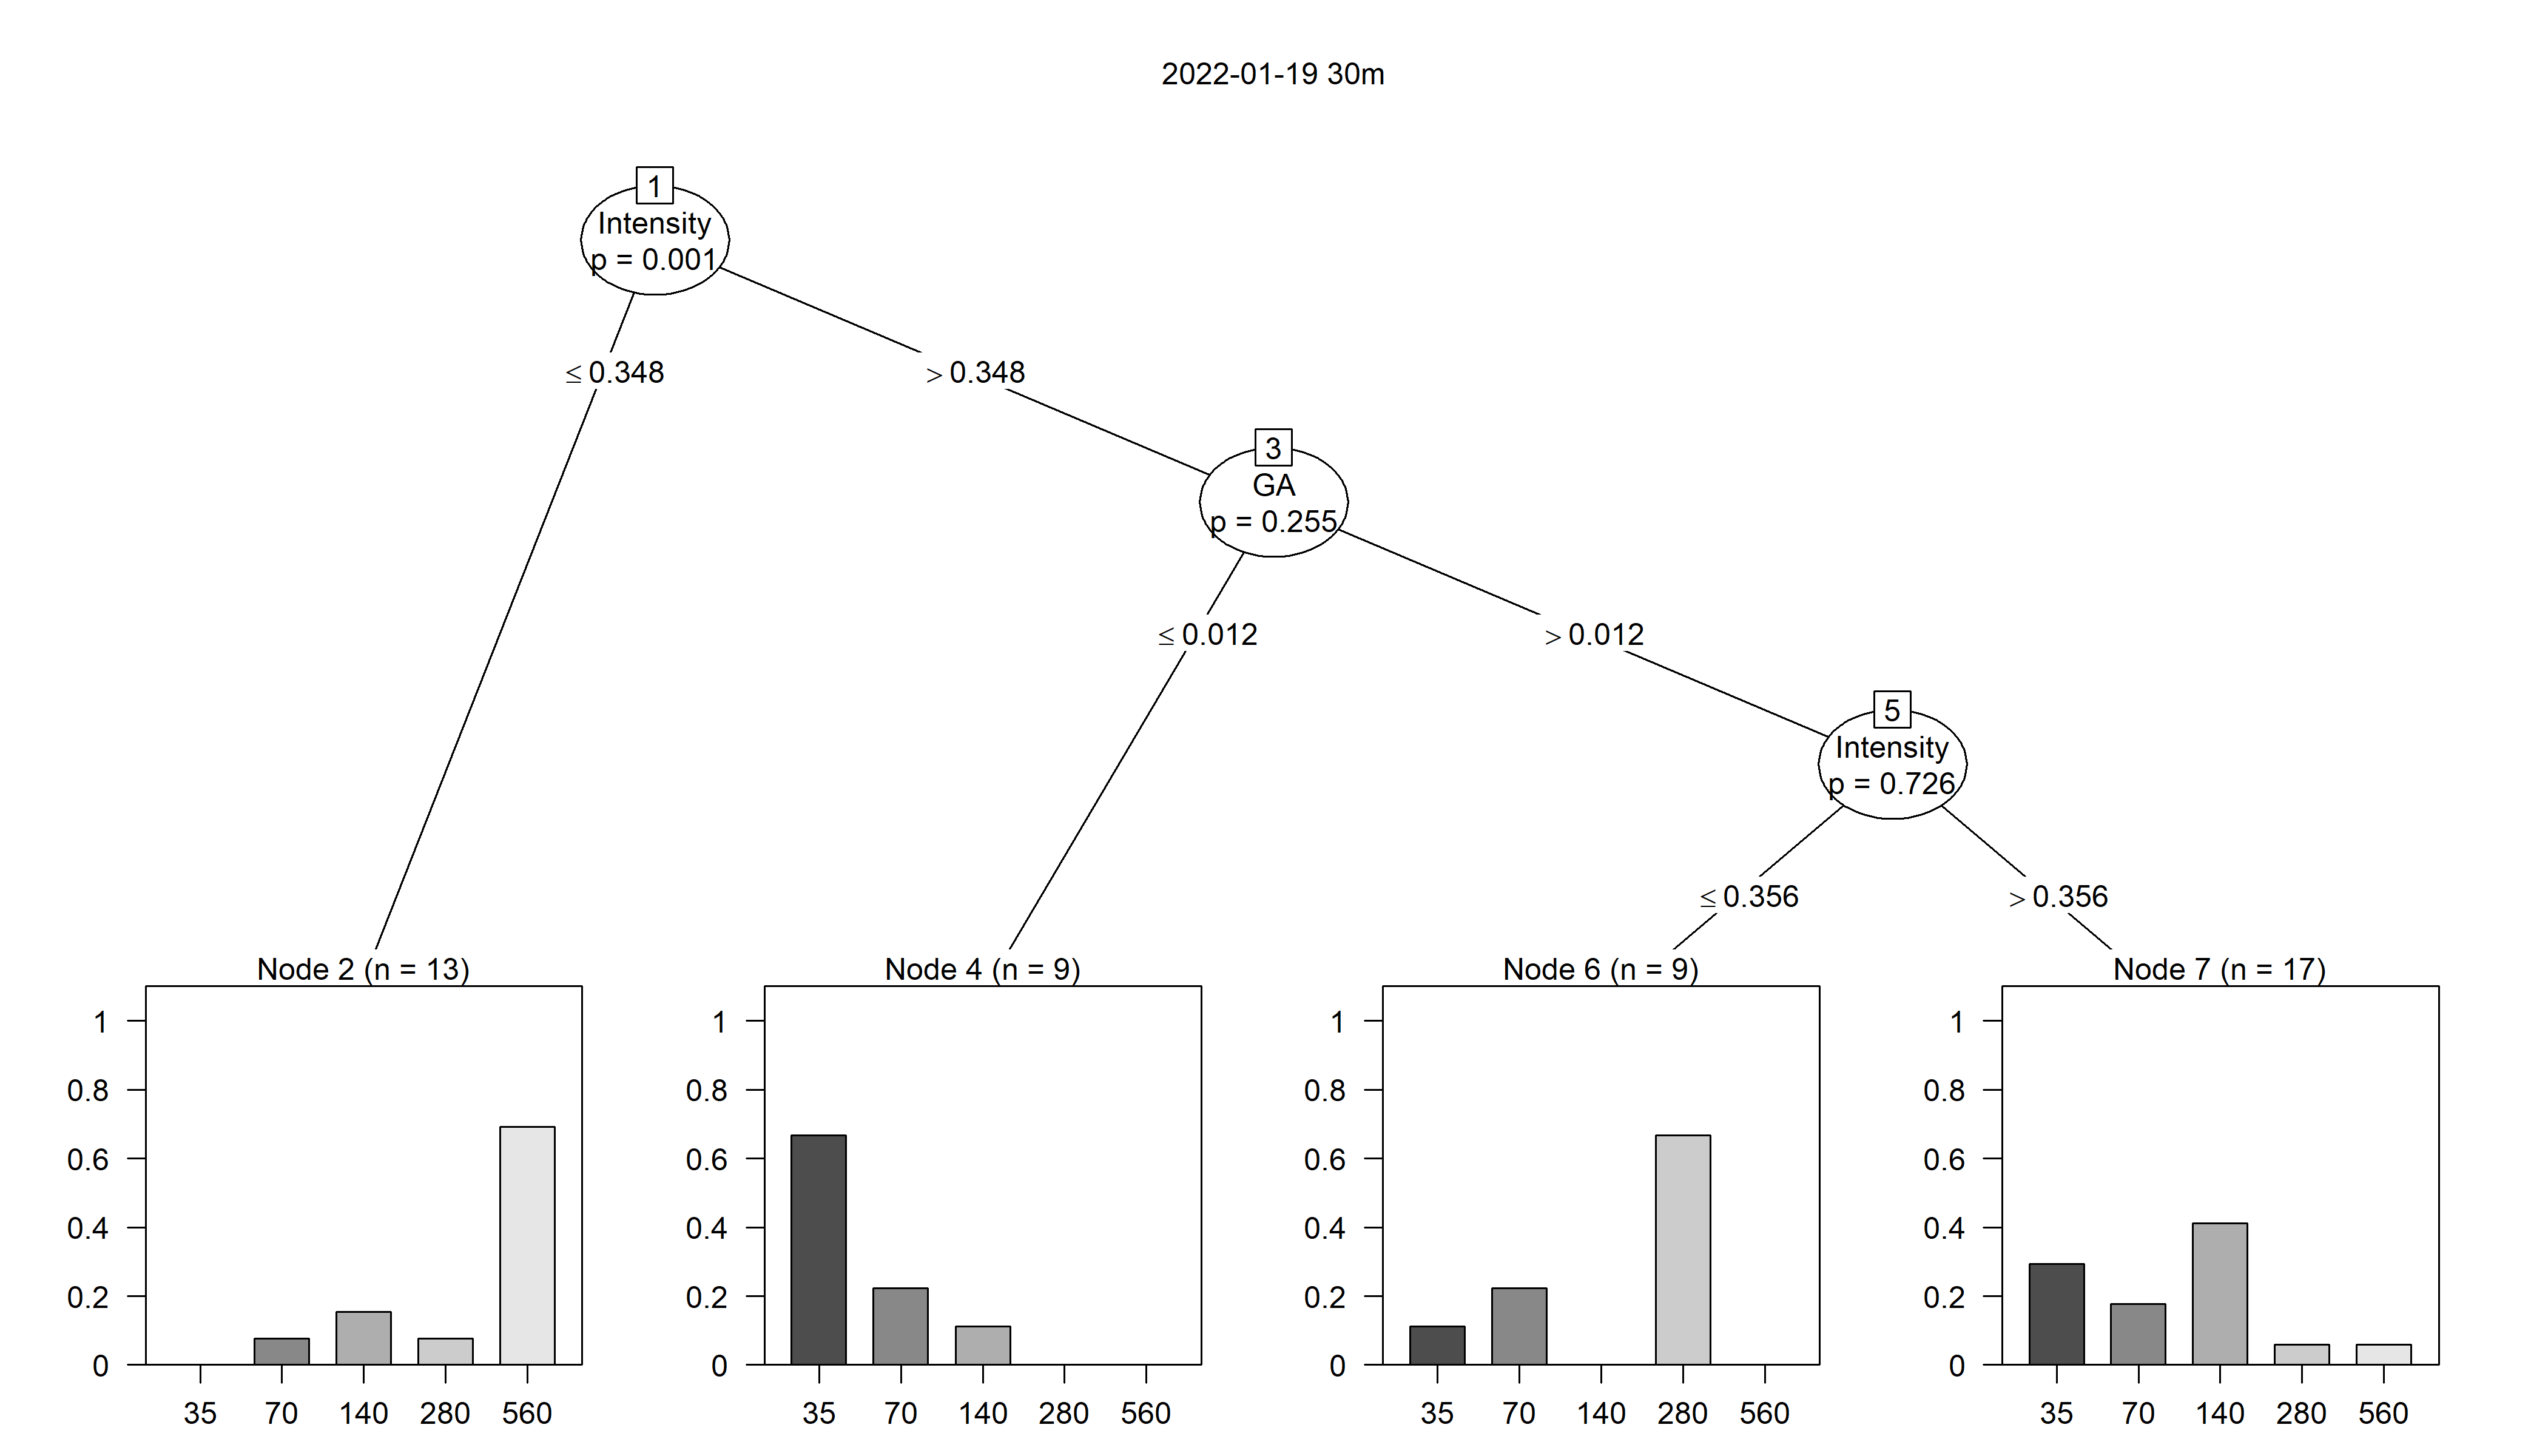 2022-01-19 30m
1
Intensity
p = 0.001
≤ 0.348
> 0.348
3
GA
p = 0.255
≤ 0.012
> 0.012
5
Intensity
p = 0.726
≤ 0.356
> 0.356
Node 2 (n = 13)
1
0.8
0.6
0.4
0.2
0
35 70 140 280 560
Node 4 (n = 9)
1
0.8
0.6
0.4
0.2
0
35 70 140 280 560
Node 6 (n = 9)
1
0.8
0.6
0.4
0.2
0
35 70 140 280 560
Node 7 (n = 17)
1
0.8
0.6
0.4
0.2
0
35 70 140 280 560